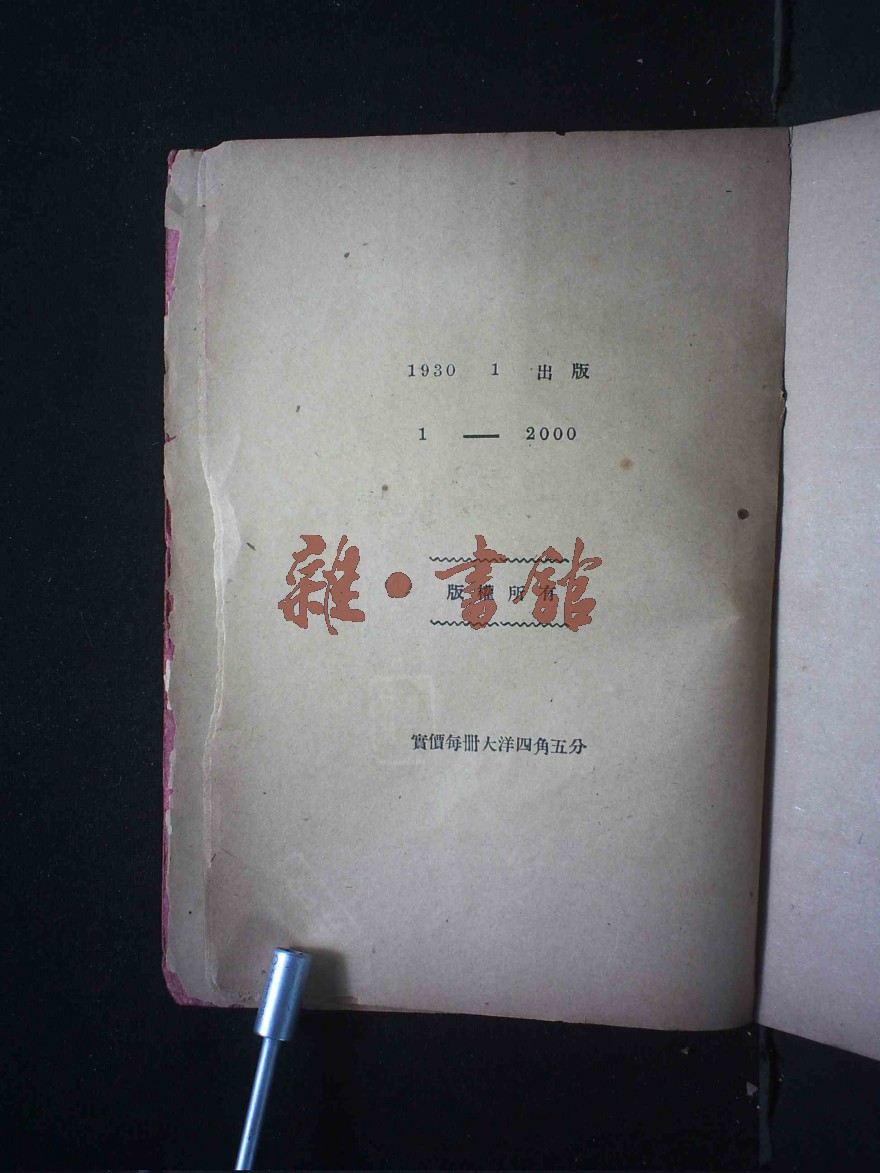 1930 1 出版
1 — 2000
雜·書館
版權所有
實價每冊大洋四角五分